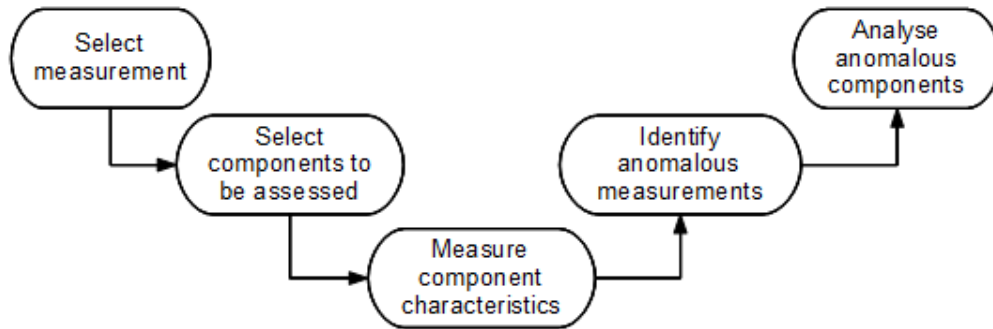 Select
measurement
Select
components to
be assessed
Measure
component
characteristics
Identify
anomalous
measurements
Analyse
anomalous
components